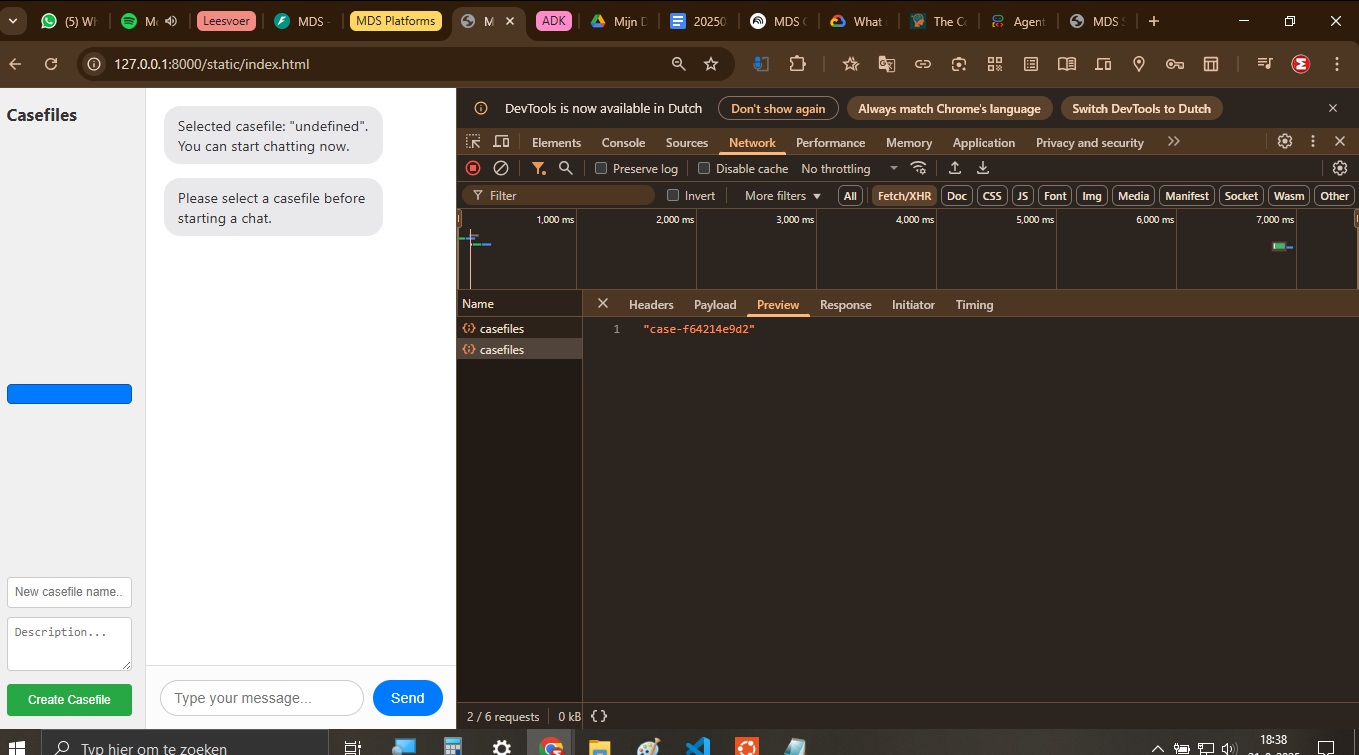 (5) Wh
Mi
Leesvoer
MDS -
MDS Platforms
M
ADK
Mijn D
20250
MDS C
What
The Co
Agent
MDS S
127.0.0.1:8000/static/index.html
Casefiles
Selected casefile: "undefined".
You can start chatting now.
Please select a casefile before
starting a chat.
New casefile name..
Description...
Create Casefile
Type your message...
Send
DevTools is now available in Dutch
Don't show again
Always match Chrome's language
Switch DevTools to Dutch
Elements
Console
Sources
Network
Performance
Memory
Application
Privacy and security
Preserve log
Disable cache
No throttling
Filter
Invert
More filters
All
Fetch/XHR
Doc
CSS
JS
Font
Img
Media
Manifest
Socket
Wasm
Other
1,000 ms
2,000 ms
3,000 ms
4,000 ms
5,000 ms
6,000 ms
7,000 ms
Name
Headers
Payload
Preview
Response
Initiator
Timing
casefiles
casefiles
1 "case-f64214e9d2"
2 / 6 requests
0 kB
Typ hier om te zoeken
18:38